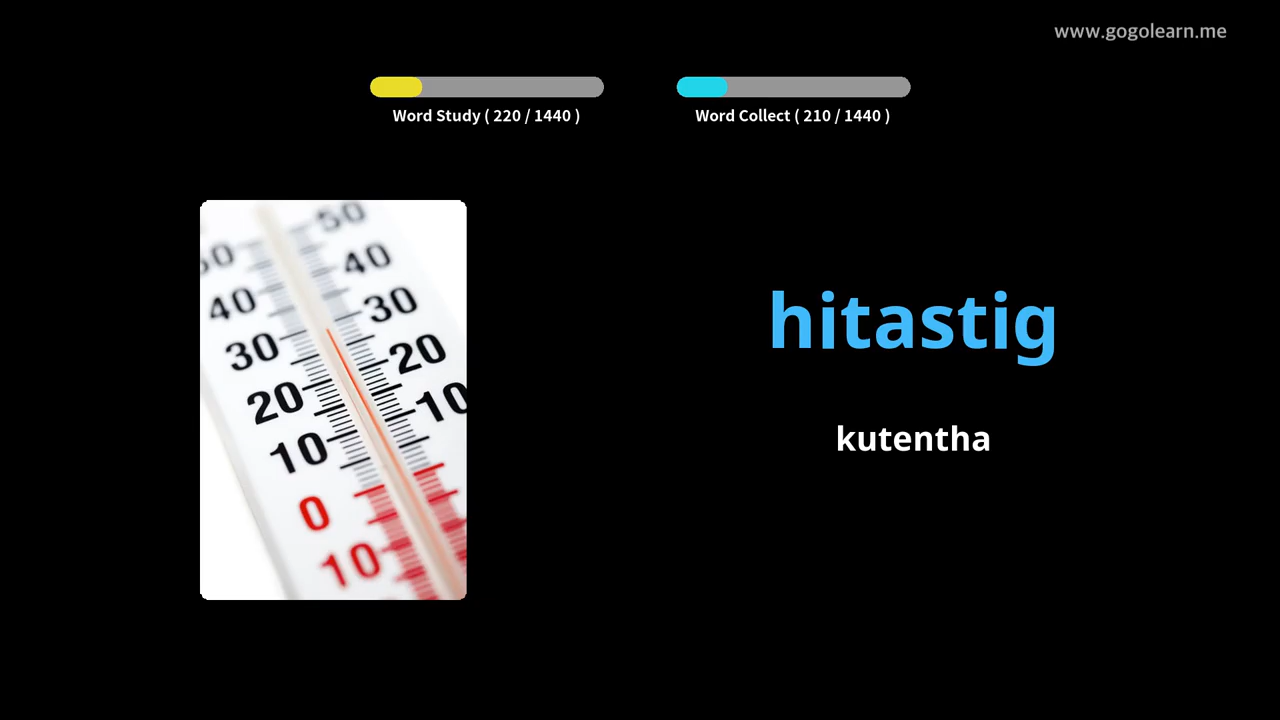 www.gogolearn.me
Word Study ( 220 / 1440 )
Word Collect ( 210 / 1440 )
50
50
40
40
30
30
20
20
10
10
0
10
hitastig
kutentha